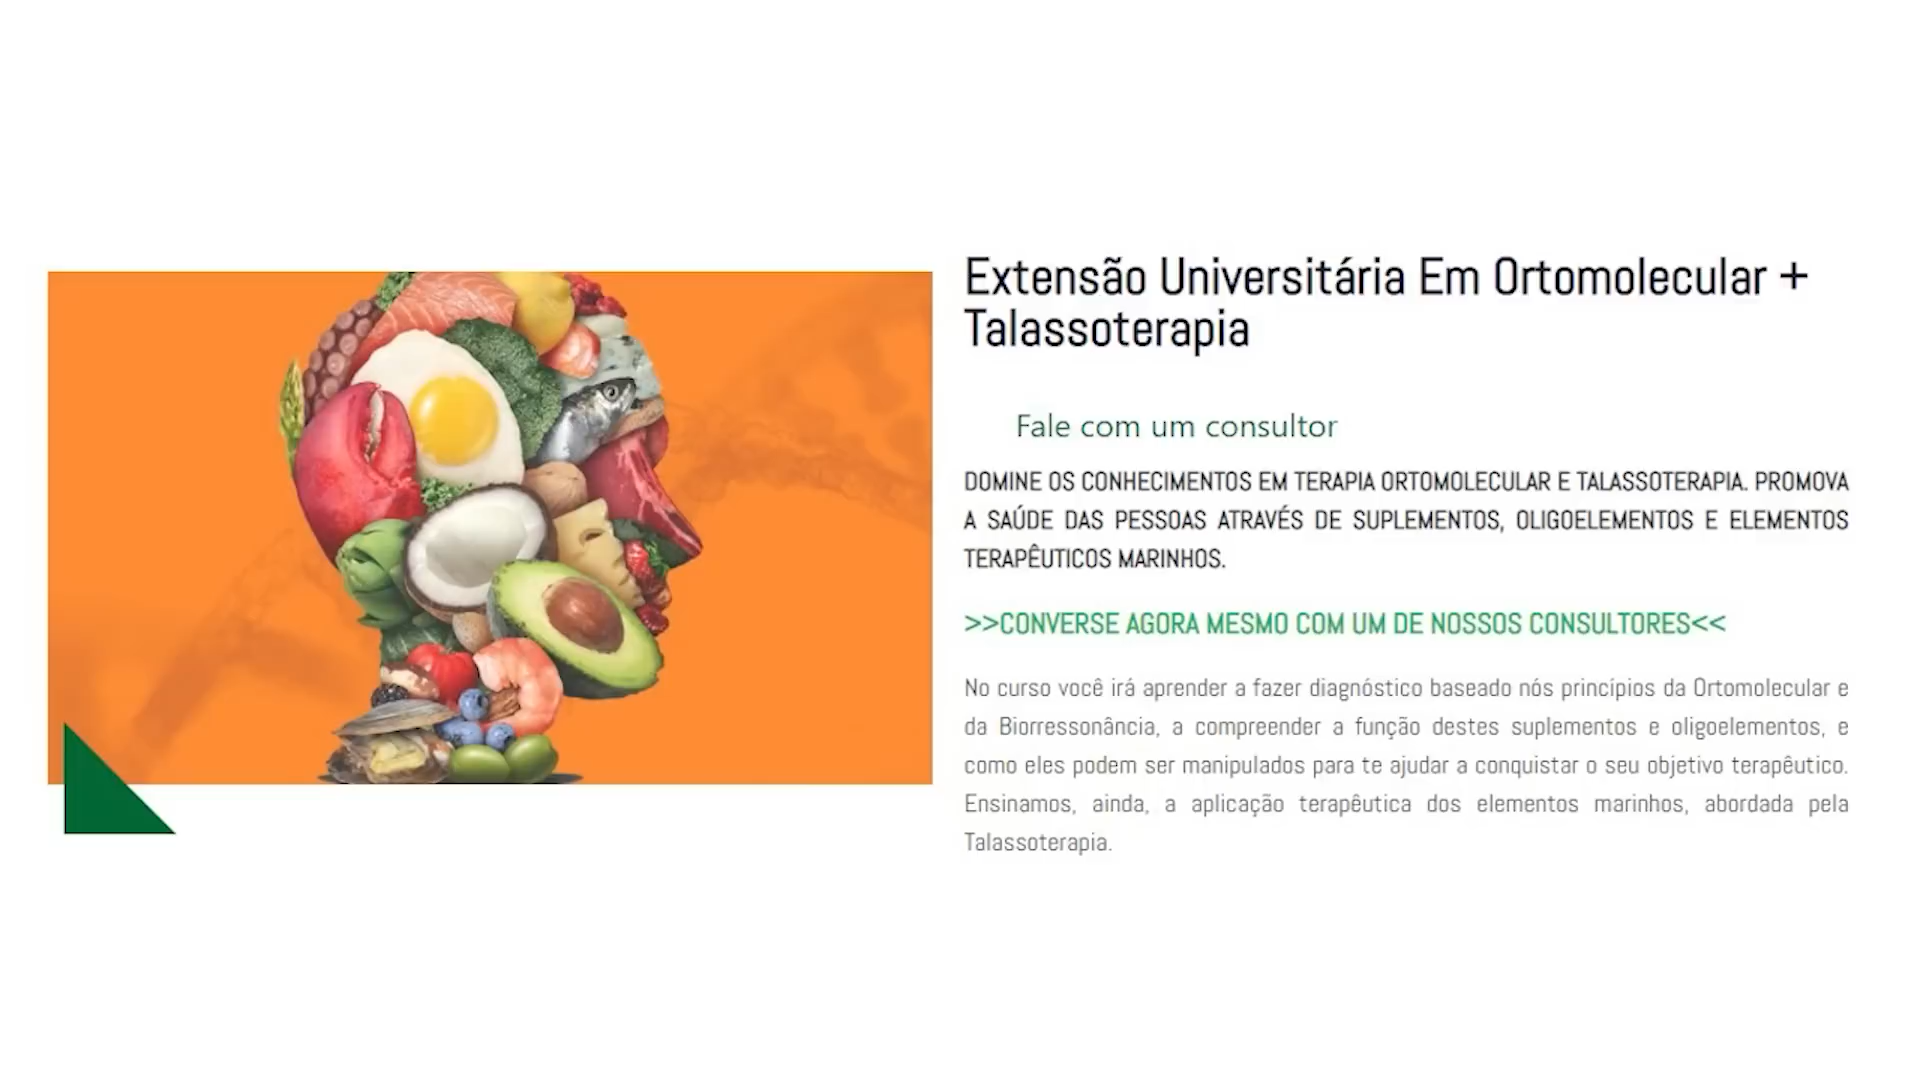 Extensão Universitária Em Ortomolecular +
Talassoterapia
Fale com um consultor
DOMINE OS CONHECIMENTOS EM TERAPIA ORTOMOLECULAR E TALASSOTERAPIA. PROMOVA
A SAÚDE DAS PESSOAS ATRAVÉS DE SUPLEMENTOS, OLIGOELEMENTOS E ELEMENTOS
TERAPÊUTICOS MARINHOS.
>>CONVERSE AGORA MESMO COM UM DE NOSSOS CONSULTORES<<
No curso você irá aprender a fazer diagnóstico baseado nós princípios da Ortomolecular e
da Biorressonância, a compreender a função destes suplementos e oligoelementos, e
como eles podem ser manipulados para te ajudar a conquistar o seu objetivo terapêutico.
Ensinamos, ainda, a aplicação terapêutica dos elementos marinhos, abordada pela
Talassoterapia.